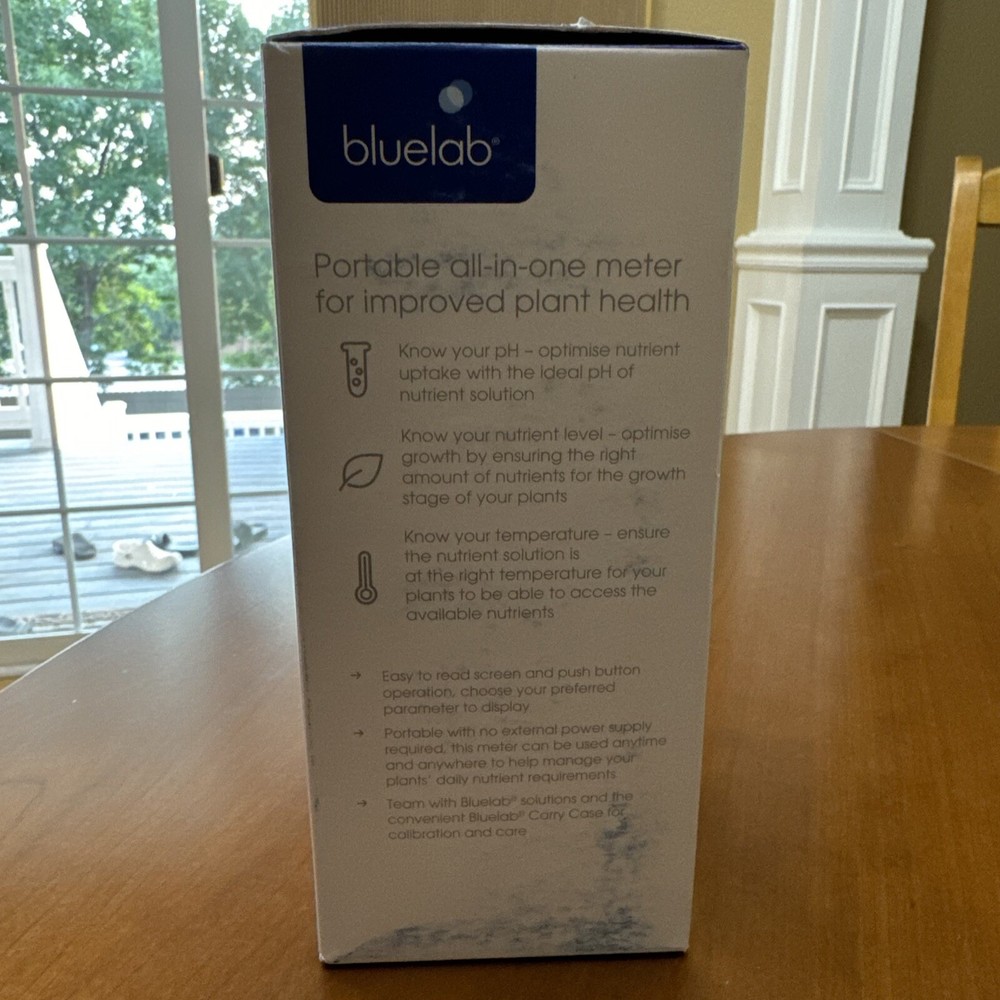 bluelab®
Portable all-in-one meter
for improved plant health
Know your pH – optimise nutrient
uptake with the ideal pH of
nutrient solution
Know your nutrient level – optimise
growth by ensuring the right
amount of nutrients for the growth
stage of your plants
Know your temperature – ensure
the nutrient solution is
at the right temperature for your
plants to be able to access the
available nutrients
→ Easy to read screen and push button
operation, choose your preferred
parameter to display
→ Portable with no external power supply
required, this meter can be used anytime
and anywhere to help manage your
plants' daily nutrient requirements
→ Team with Bluelab® solutions and the
convenient Bluelab® Carry Case for
calibration and care